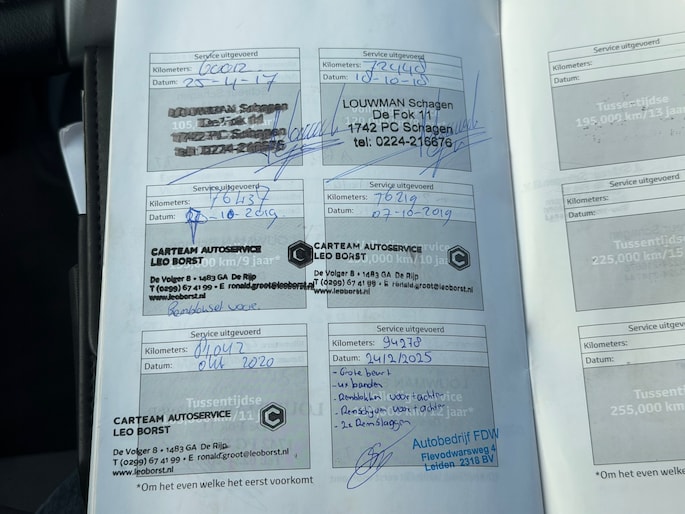 Service uitgevoerd
Kilometers:
Datum: 25-4-17
LOUWMAN Schagen
De Fok 11
1742 PC Schagen
tel: 0224-216676
Service uitgevoerd
Kilometers:
Datum: 10-10-18
LOUWMAN Schagen
De Fok 11
1742 PC Schagen
tel: 0224-216676
Service uitgevoerd
Kilometers: 76437
Datum: -10-2019
CARTEAM AUTOSERVICE
LEO BORST
De Volger 8 • 1483 GA De Rijp
T (0299) 67 41 99 • E ronald.groot@leoborst.nl
www.leoborst.nl
Service uitgevoerd
Kilometers: 76219
Datum: 07-10-2019
CARTEAM AUTOSERVICE
LEO BORST
De Volger 8 • 1483 GA De Rijp
T (0299) 67 41 99 • E ronald.groot@leoborst.nl
www.leoborst.nl
Service uitgevoerd
Kilometers:
Datum: okt 2020
Tussentijdse
CARTEAM AUTOSERVICE
LEO BORST
De Volger 8 • 1483 GA De Rijp
T (0299) 67 41 99 • E ronald.groot@leoborst.nl
www.leoborst.nl
Service uitgevoerd
Kilometers: 94278
Datum: 24/2/2025
- Grote beurt
- 4x banden
- Remblokken voor + achter
- Remschijven voor + achter
- 2x Remslangen
Autobedrijf FDW
Flevodwarsweg 4
Leiden 2318 BV
*Om het even welke het eerst voorkomt
Service uitgevoerd
Kilometers:
Datum:
Tussentijdse
195,000 km/13 jaar
Service uitgevoerd
Kilometers:
Datum:
Tussentijdse
225,000 km/15
Service uitgevoerd
Kilometers:
Datum:
Tussent
255,000 km/
*Om het even welke